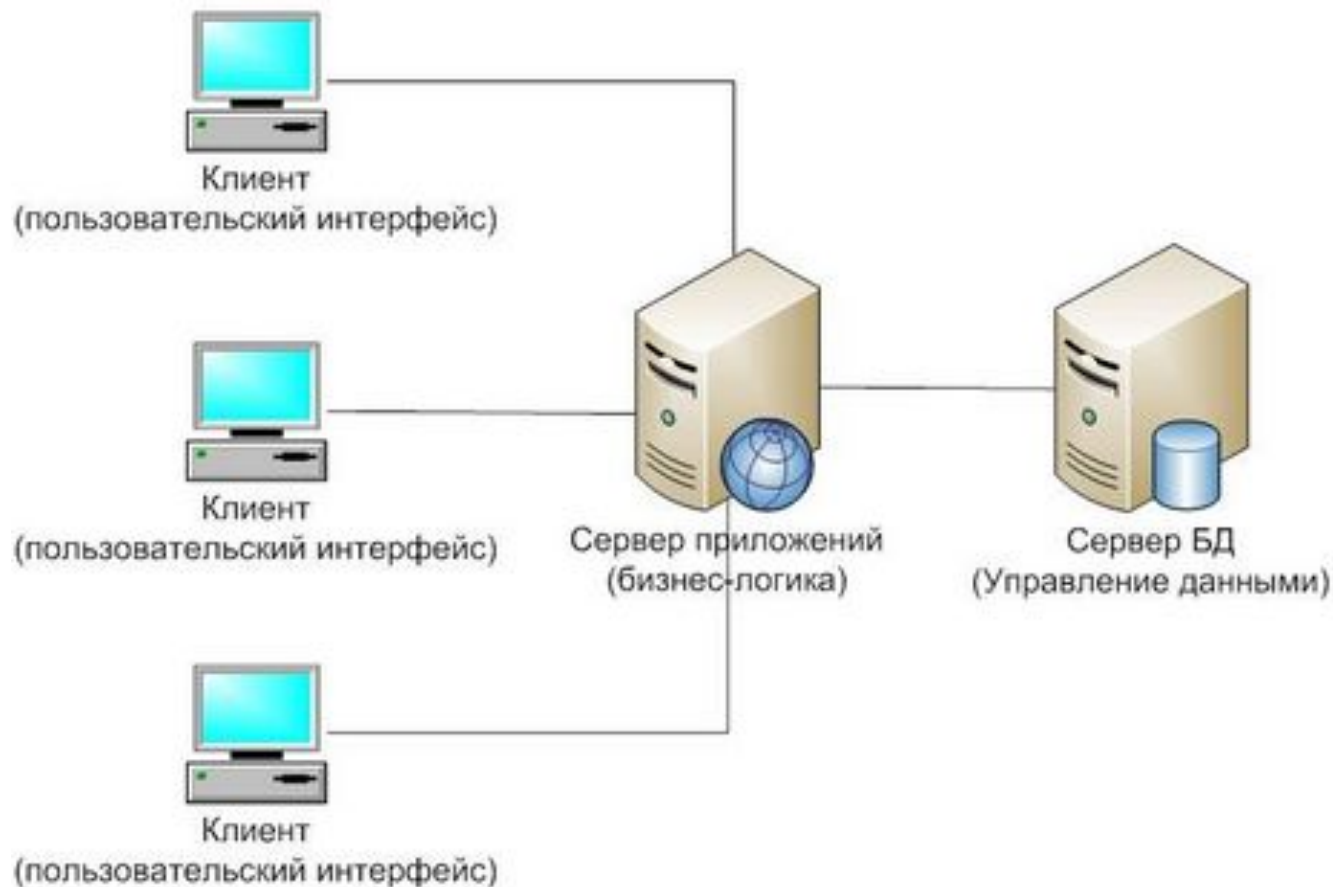 Клиент
(пользовательский интерфейс)
Клиент
(пользовательский интерфейс)
Сервер приложений
(бизнес-логика)
Сервер БД
(Управление данными)
Клиент
(пользовательский интерфейс)